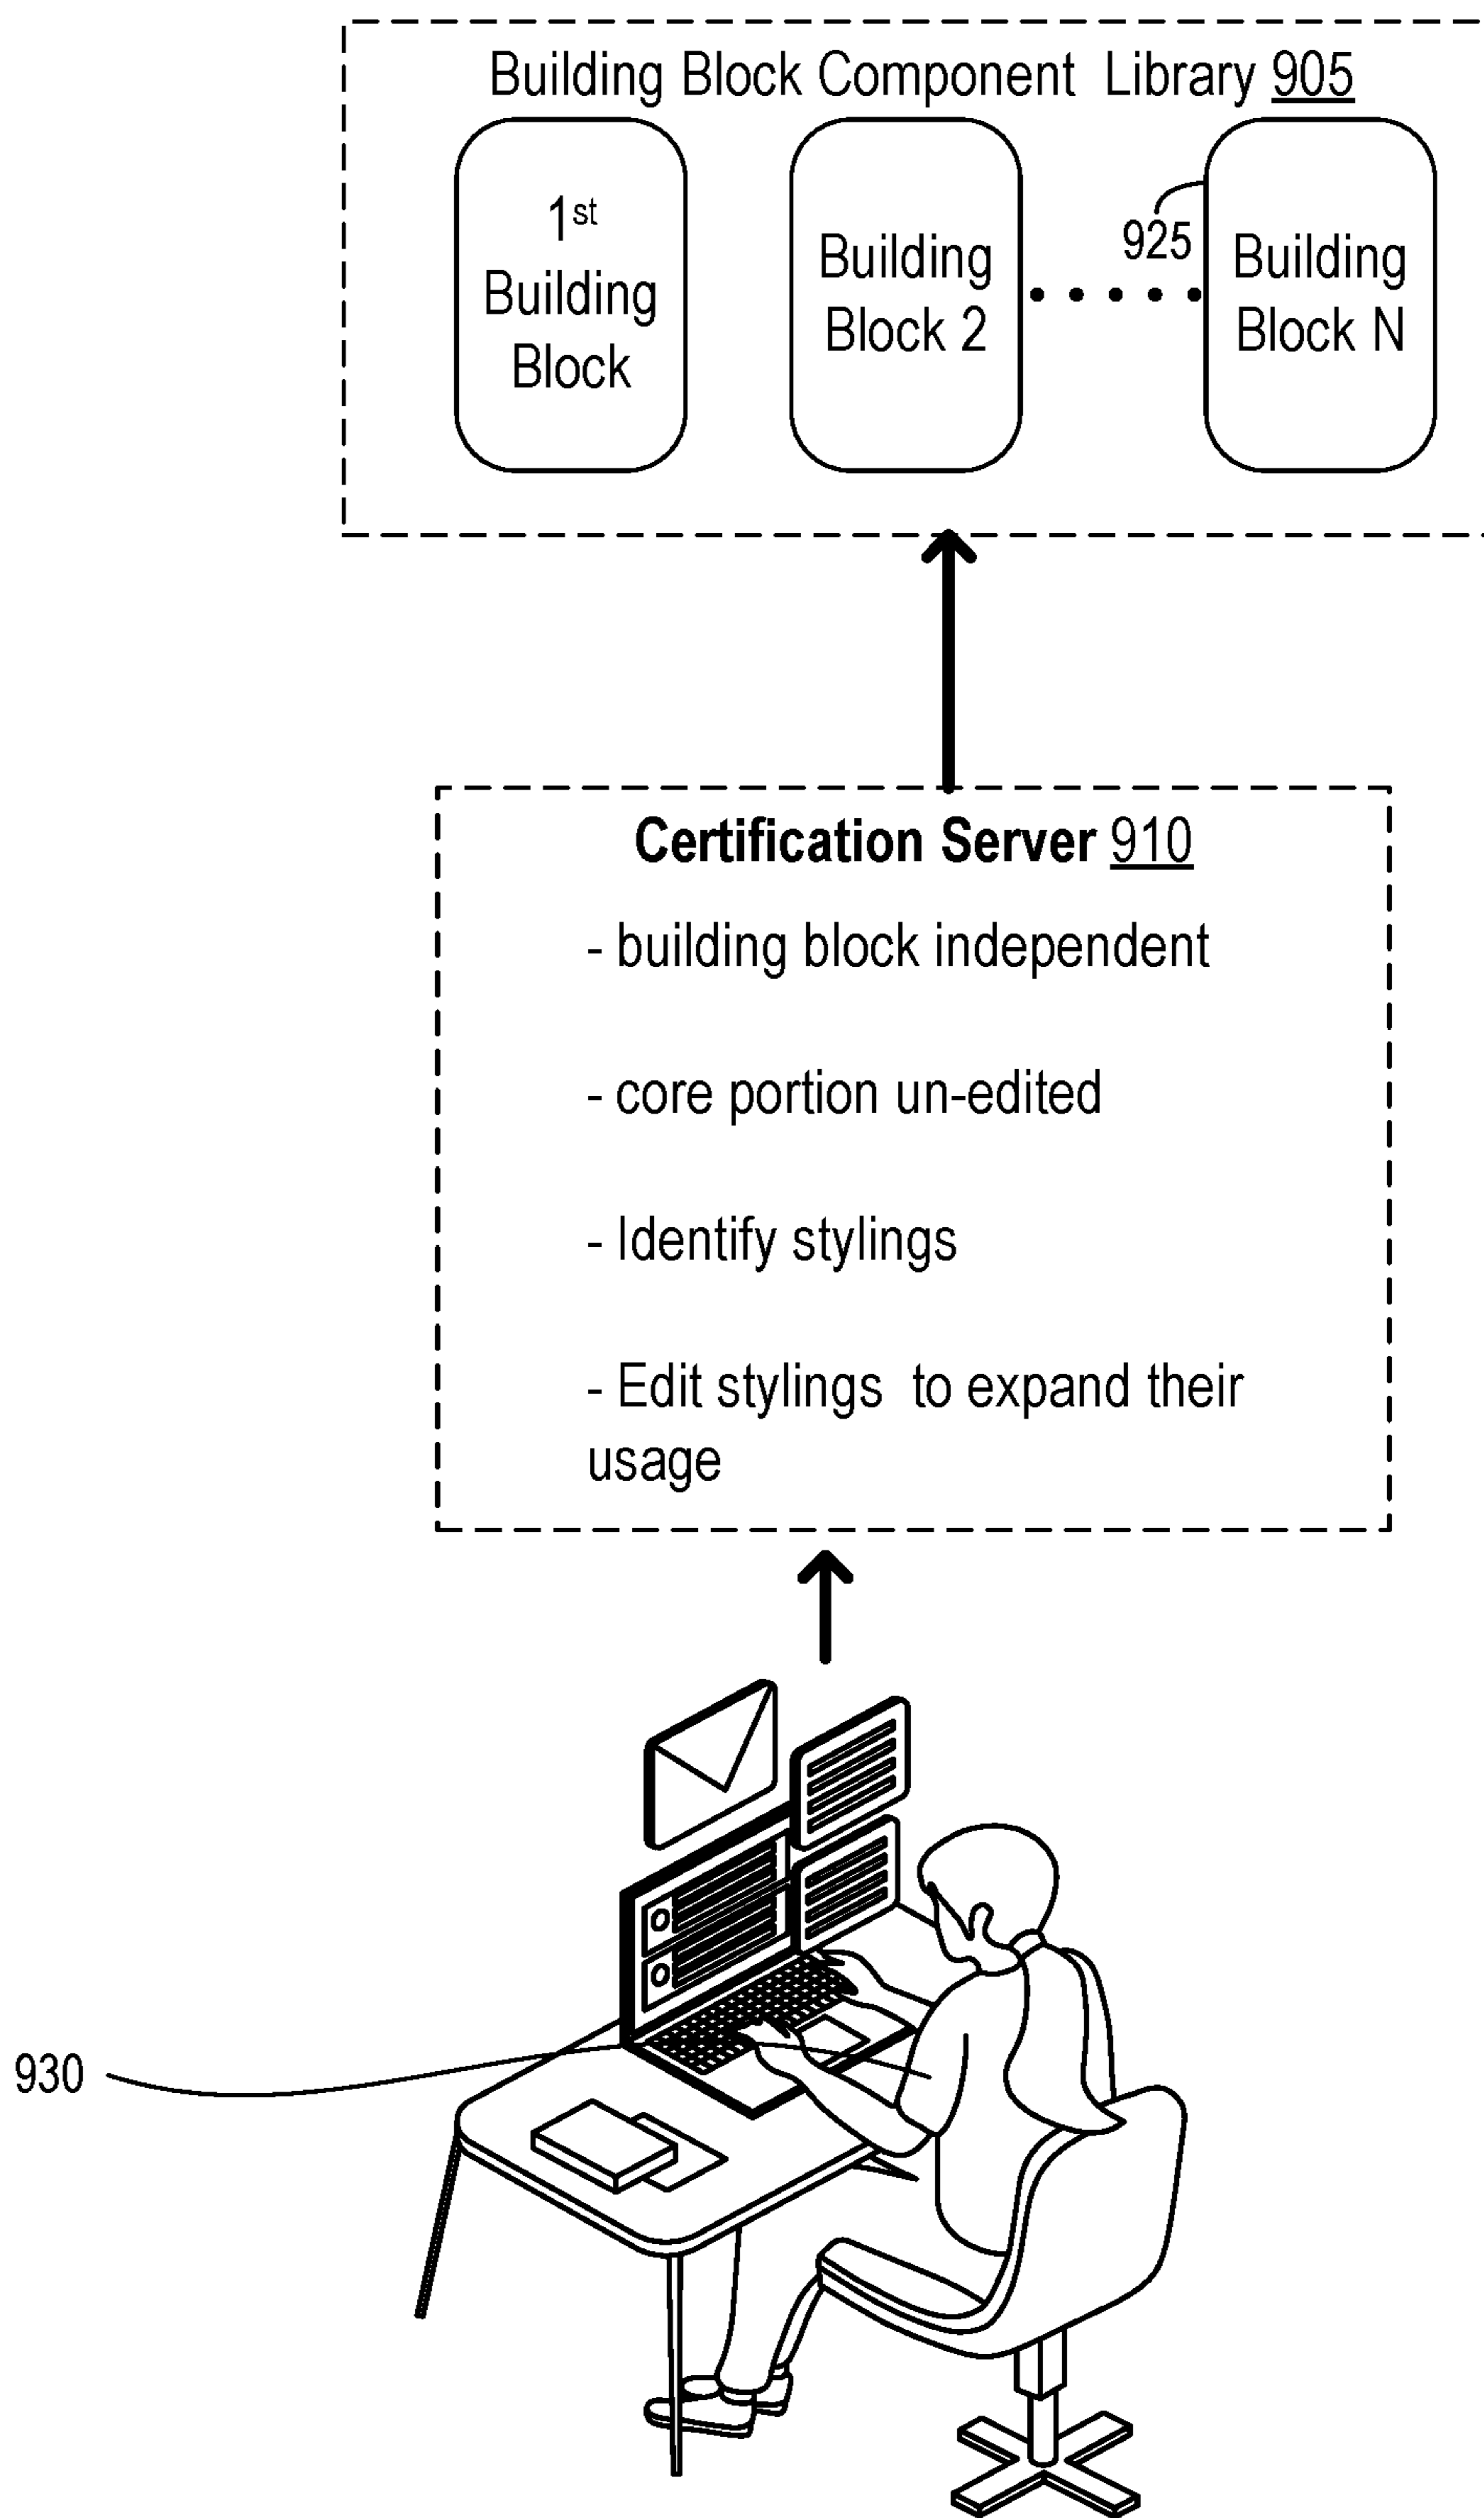 Building Block Component Library 905
1st
Building
Block
Building
Block 2
925
Building
Block N
Certification Server 910
- building block independent
- core portion un-edited
- Identify stylings
- Edit stylings to expand their
usage
930